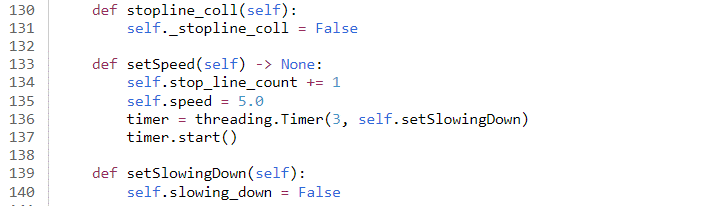 130     def stopline_coll(self):
131         self._stopline_coll = False
132
133     def setSpeed(self) -> None:
134         self.stop_line_count += 1
135         self.speed = 5.0
136         timer = threading.Timer(3, self.setSlowingDown)
137         timer.start()
138
139     def setSlowingDown(self):
140         self.slowing_down = False